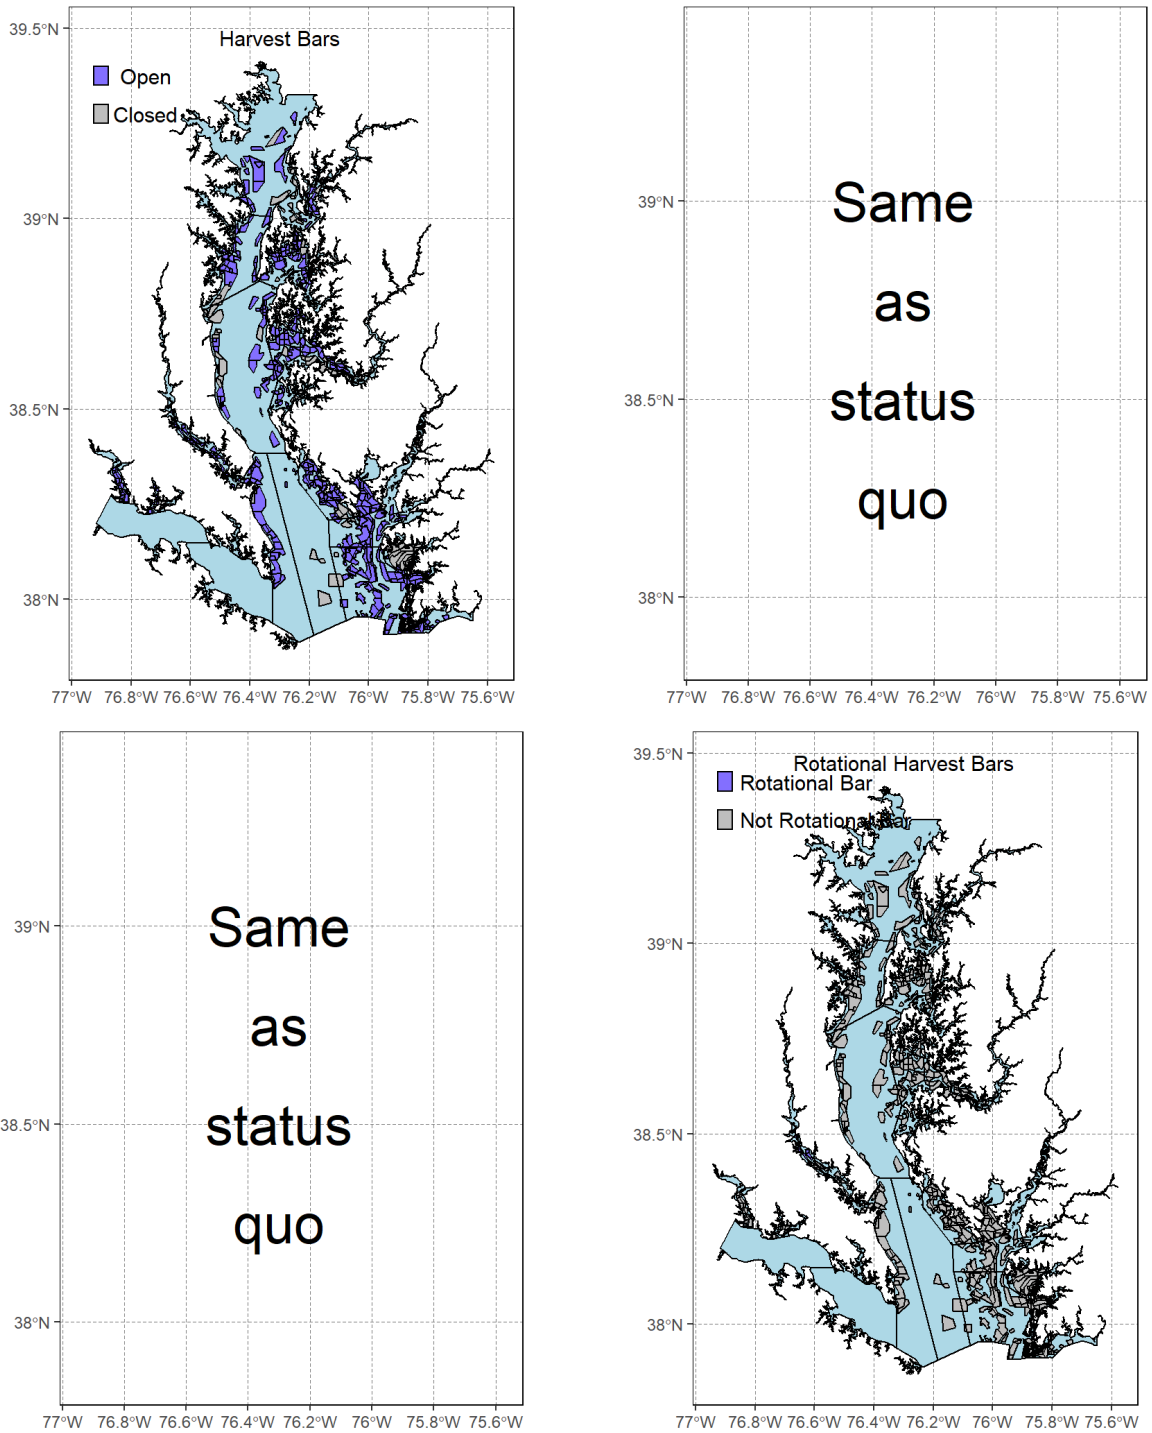 39.5°N
Harvest Bars
Open
Closed
39°N
38.5°N
38°N
77°W 76.8°W 76.6°W 76.4°W 76.2°W 76°W 75.8°W 75.6°W
39°N
38.5°N
38°N
Same
as
status
quo
77°W 76.8°W 76.6°W 76.4°W 76.2°W 76°W 75.8°W 75.6°W
39°N
38.5°N
38°N
Same
as
status
quo
77°W 76.8°W 76.6°W 76.4°W 76.2°W 76°W 75.8°W 75.6°W
39.5°N
Rotational Harvest Bars
Rotational Bar
Not Rotational Bar
39°N
38.5°N
38°N
77°W 76.8°W 76.6°W 76.4°W 76.2°W 76°W 75.8°W 75.6°W